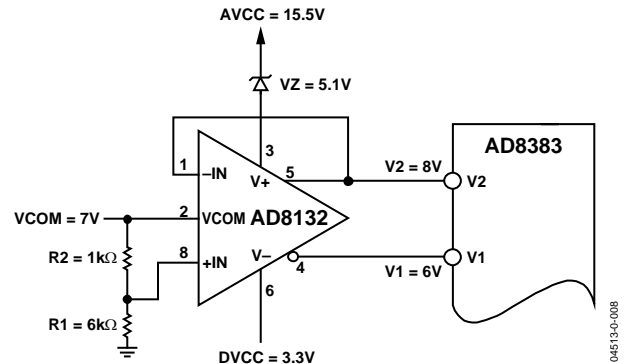 AVCC = 15.5V
VZ = 5.1V
AD8383
3
1
–IN
V+
5
V2 = 8V
V2
VCOM = 7V
2
VCOM
AD8132
R2 = 1kΩ
8
+IN
V–
4
V1 = 6V
V1
R1 = 6kΩ
6
DVCC = 3.3V
04513-0-008